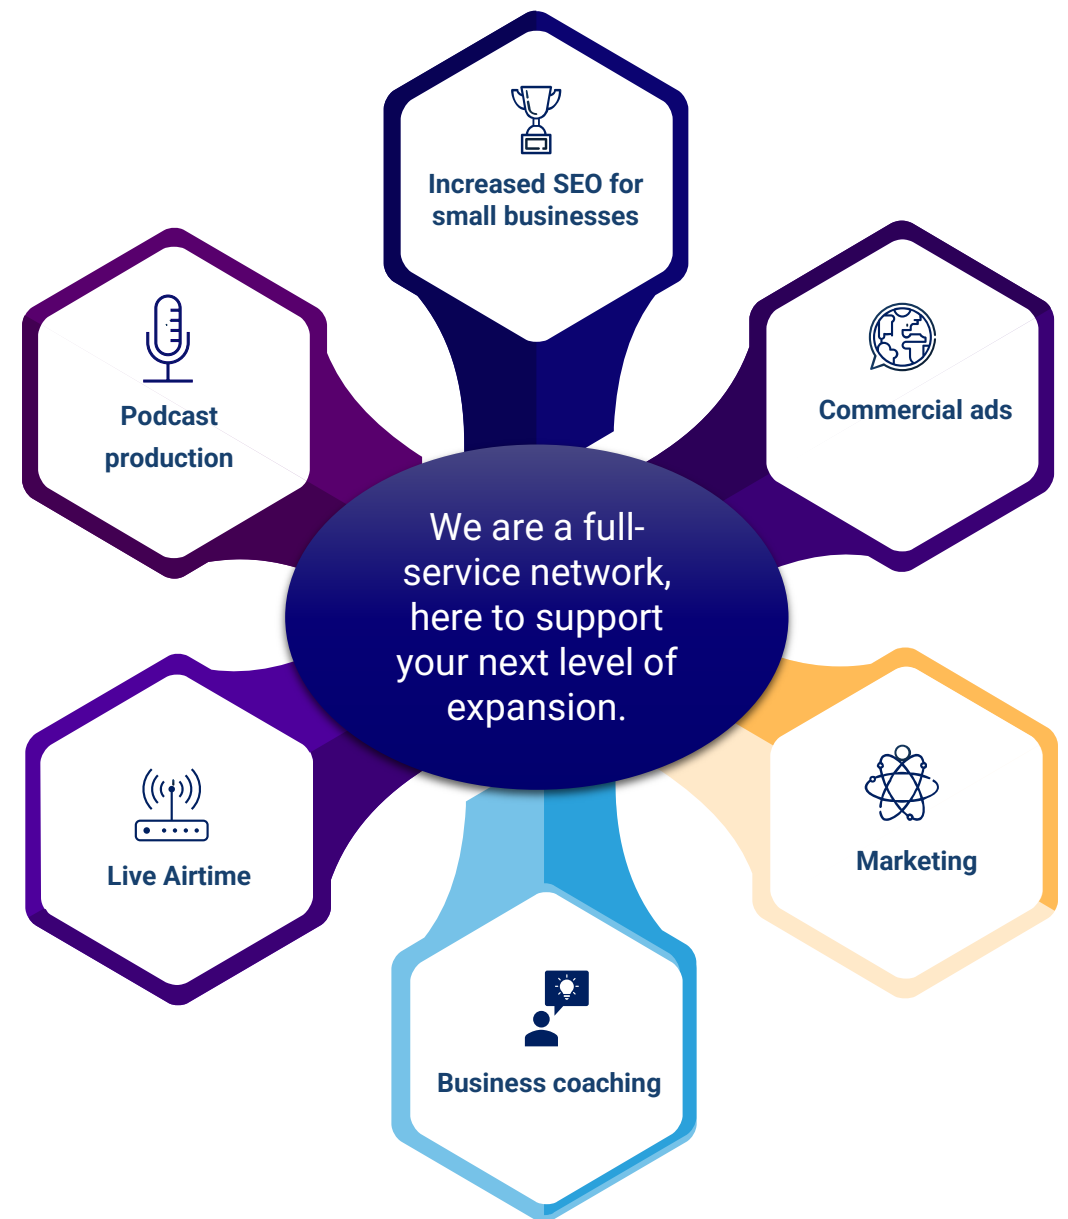 Increased SEO for
small businesses
Podcast
production
Commercial ads
We are a full-
service network,
here to support
your next level of
expansion.
Live Airtime
Marketing
Business coaching